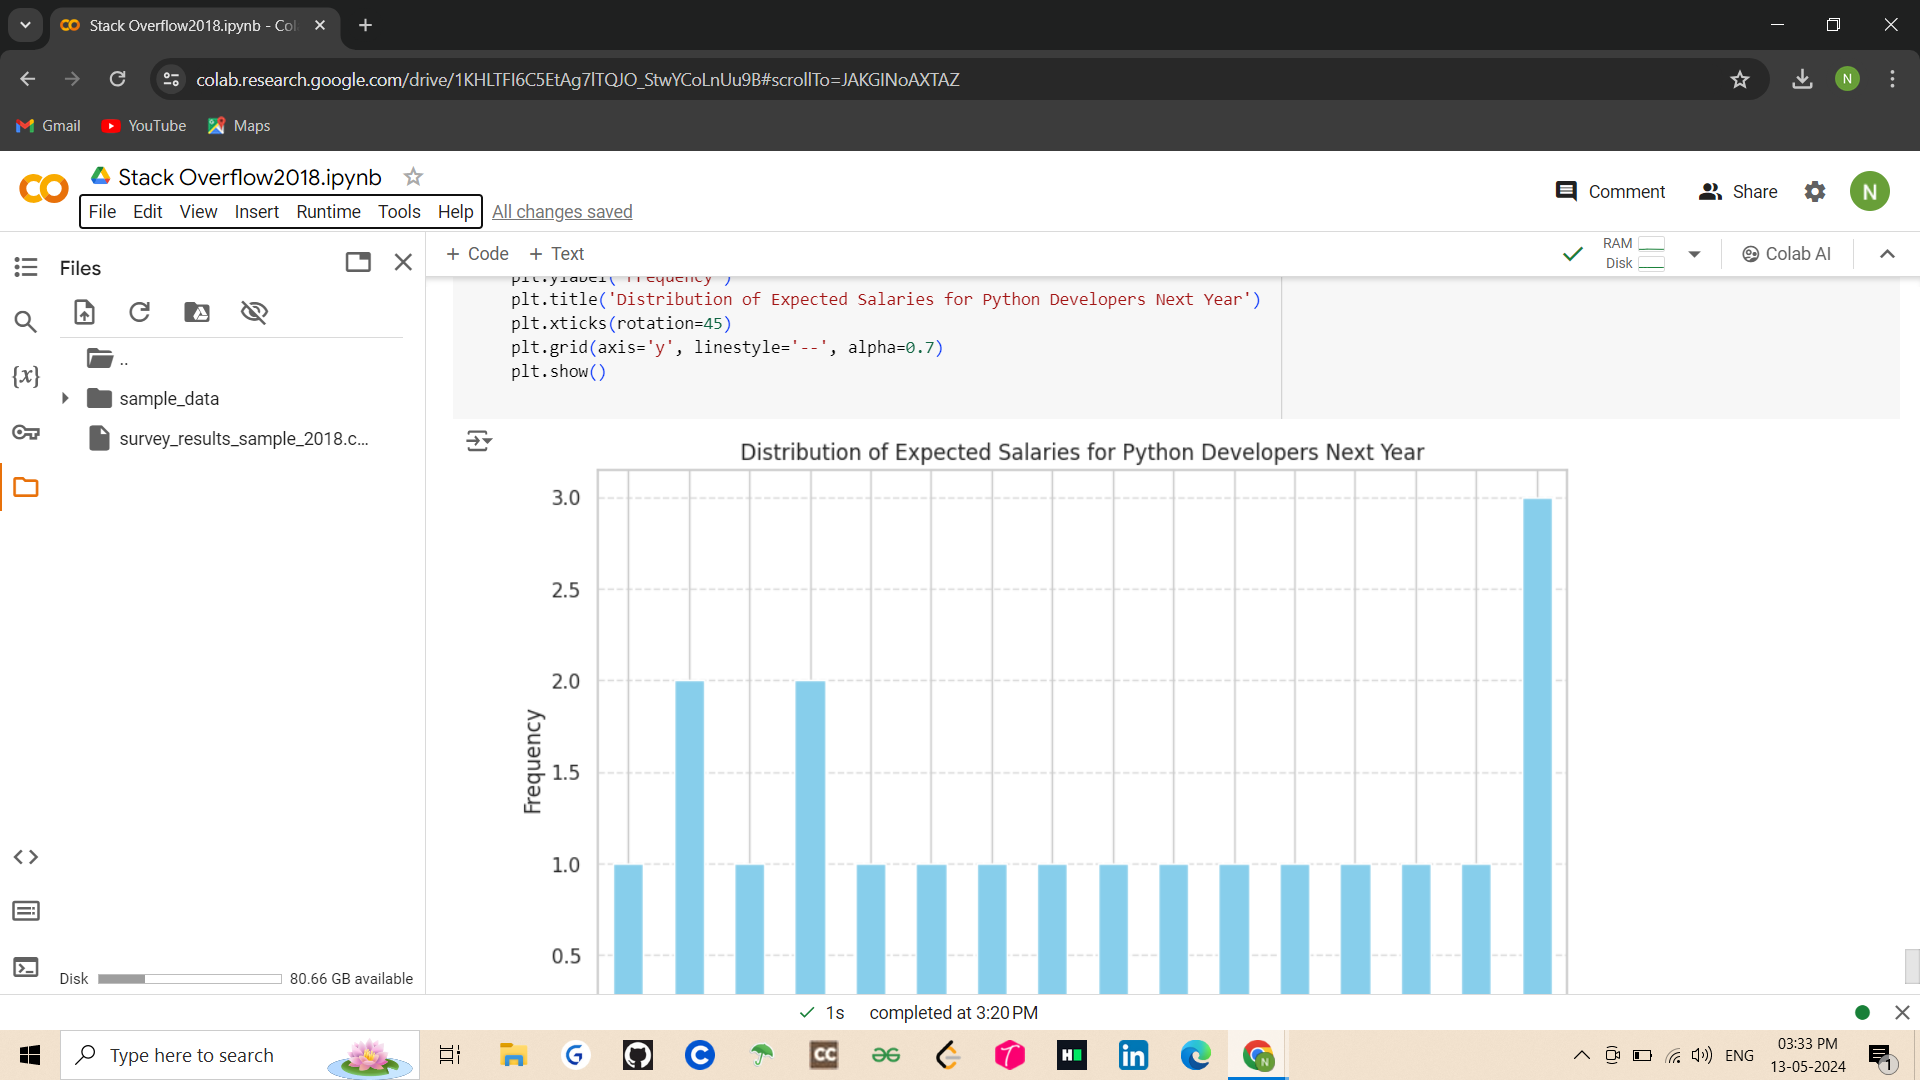 Stack Overflow2018.ipynb - Col
colab.research.google.com/drive/1KHLTFI6C5EtAg7lTQJO_StwYCoLnUu9B#scrollTo=JAKGINoAXTAZ
N
Gmail YouTube Maps
Stack Overflow2018.ipynb
File Edit View Insert Runtime Tools Help All changes saved
Comment Share N
Files
+ Code + Text
RAM
Disk
Colab AI
..
sample_data
survey_results_sample_2018.c...
{x}
plt.ylabel('Frequency')
plt.title('Distribution of Expected Salaries for Python Developers Next Year')
plt.xticks(rotation=45)
plt.grid(axis='y', linestyle='--', alpha=0.7)
plt.show()
Distribution of Expected Salaries for Python Developers Next Year
3.0
2.5
2.0
1.5
1.0
0.5
Frequency
Disk 80.66 GB available
1s completed at 3:20 PM
Type here to search
ENG
03:33 PM
13-05-2024
1